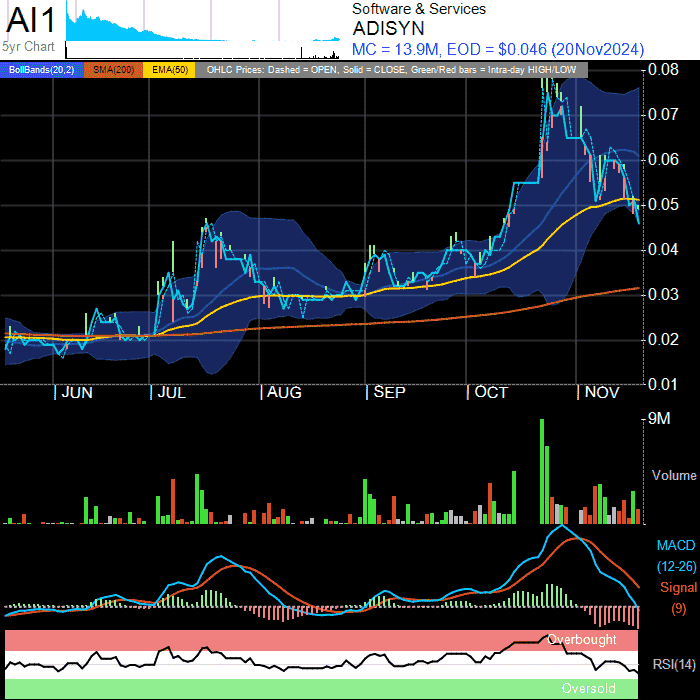 AI1
5yr Chart
Software & Services
ADISYN
MC = 13.9M, EOD = $0.046 (20Nov2024)
BollBands(20,2) SMA(200) EMA(50) OHLC Prices: Dashed = OPEN, Solid = CLOSE, Green/Red bars = Intra-day HIGH/LOW
0.08
0.07
0.06
0.05
0.04
0.03
0.02
0.01
| JUN | JUL | AUG | SEP | OCT | NOV
9M
Volume
MACD
(12-26)
Signal
(9)
Overbought
RSI(14)
Oversold